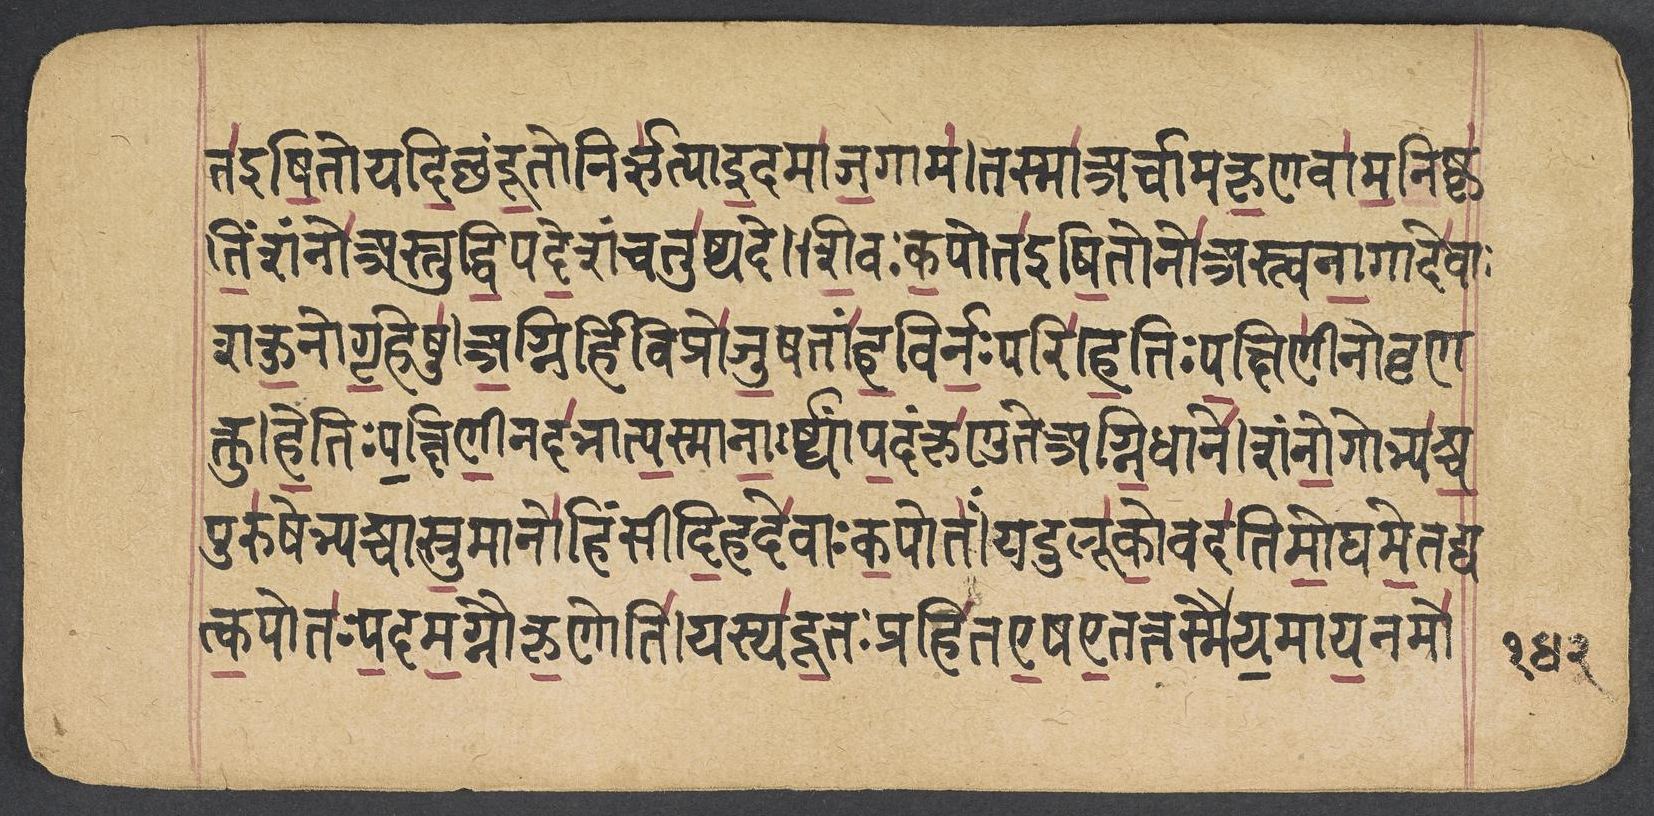 तइषितोयदिछंदूतोनिर्ऋत्याइदमाजगाम।तस्माअर्चामकृणवामनिष्कृ
तिंशंनोअस्तुद्विपदेशंचतुष्पदे॥शिवःकपोतइषितोनोअस्त्वनागादेवाः
शकुनोगृहेषु।अग्निर्हिविप्रोजुषतांहविर्नःपरिहेतिःपक्षिणीनोवृण
क्तु।हेतिःपक्षिणीनदभात्यस्मानाष्ट्र्यांपदंकृणुतेअग्निधाने।शंनोगोभ्यश्च
पुरुषेभ्यश्चास्तुमानोहिंसीदिहदेवाःकपोतः।यदुलूकोवदतिमोघमेतद्य
त्कपोतःपदमग्नौकृणोति।यस्यदूतःप्रहितएषएतत्तस्मैयमायनमो
१४२